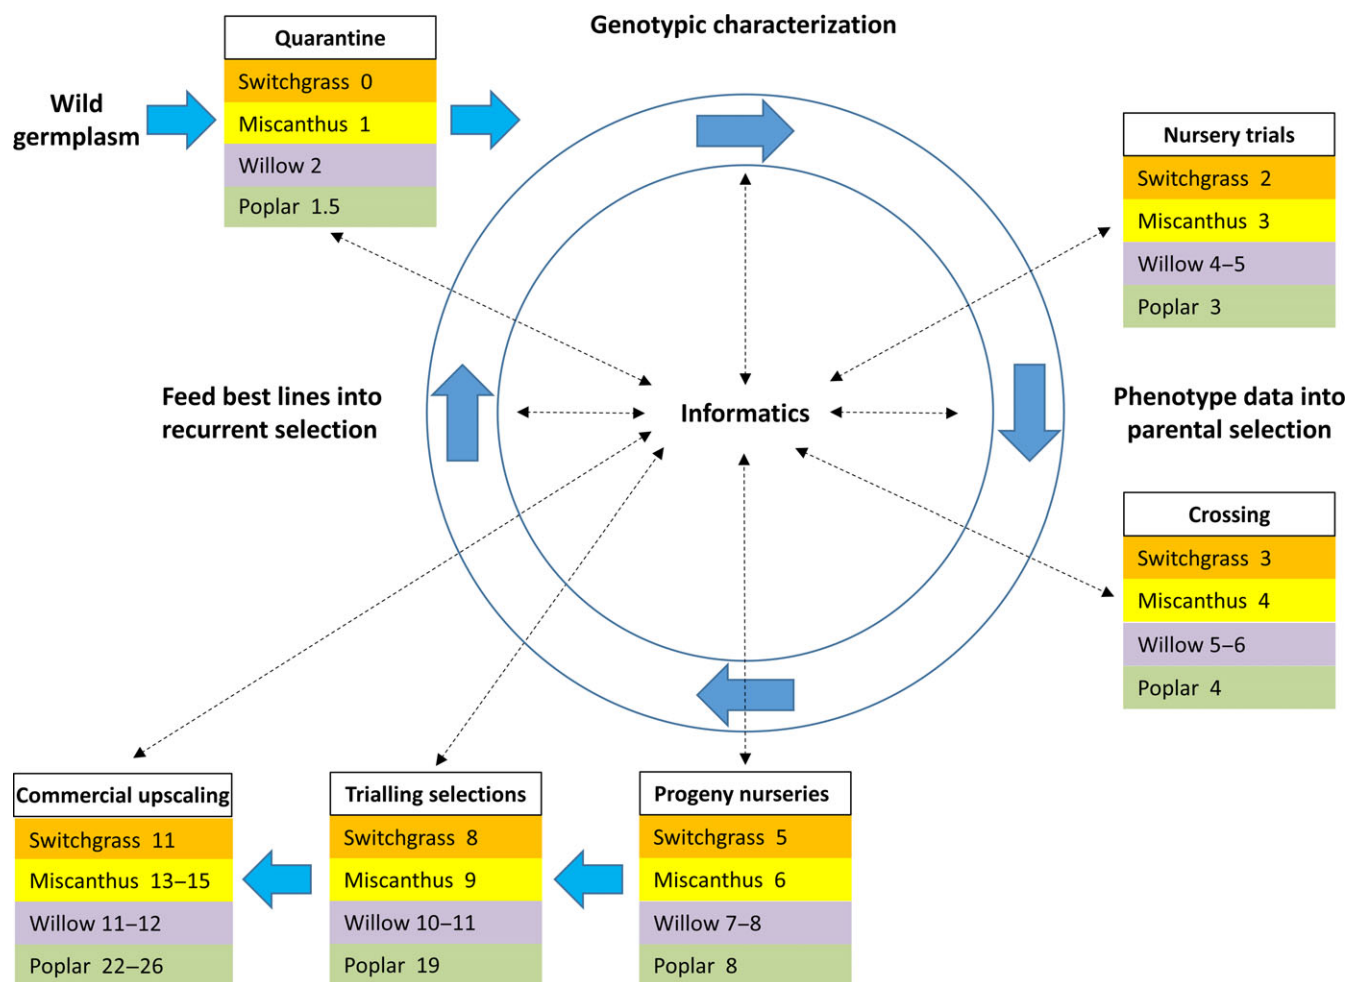 Genotypic characterization
Wild
germplasm
Quarantine
Switchgrass 0
Miscanthus 1
Willow 2
Poplar 1.5
Nursery trials
Switchgrass 2
Miscanthus 3
Willow 4–5
Poplar 3
Feed best lines into
recurrent selection
Informatics
Phenotype data into
parental selection
Crossing
Switchgrass 3
Miscanthus 4
Willow 5–6
Poplar 4
Commercial upscaling
Switchgrass 11
Miscanthus 13–15
Willow 11–12
Poplar 22–26
Trialling selections
Switchgrass 8
Miscanthus 9
Willow 10–11
Poplar 19
Progeny nurseries
Switchgrass 5
Miscanthus 6
Willow 7–8
Poplar 8